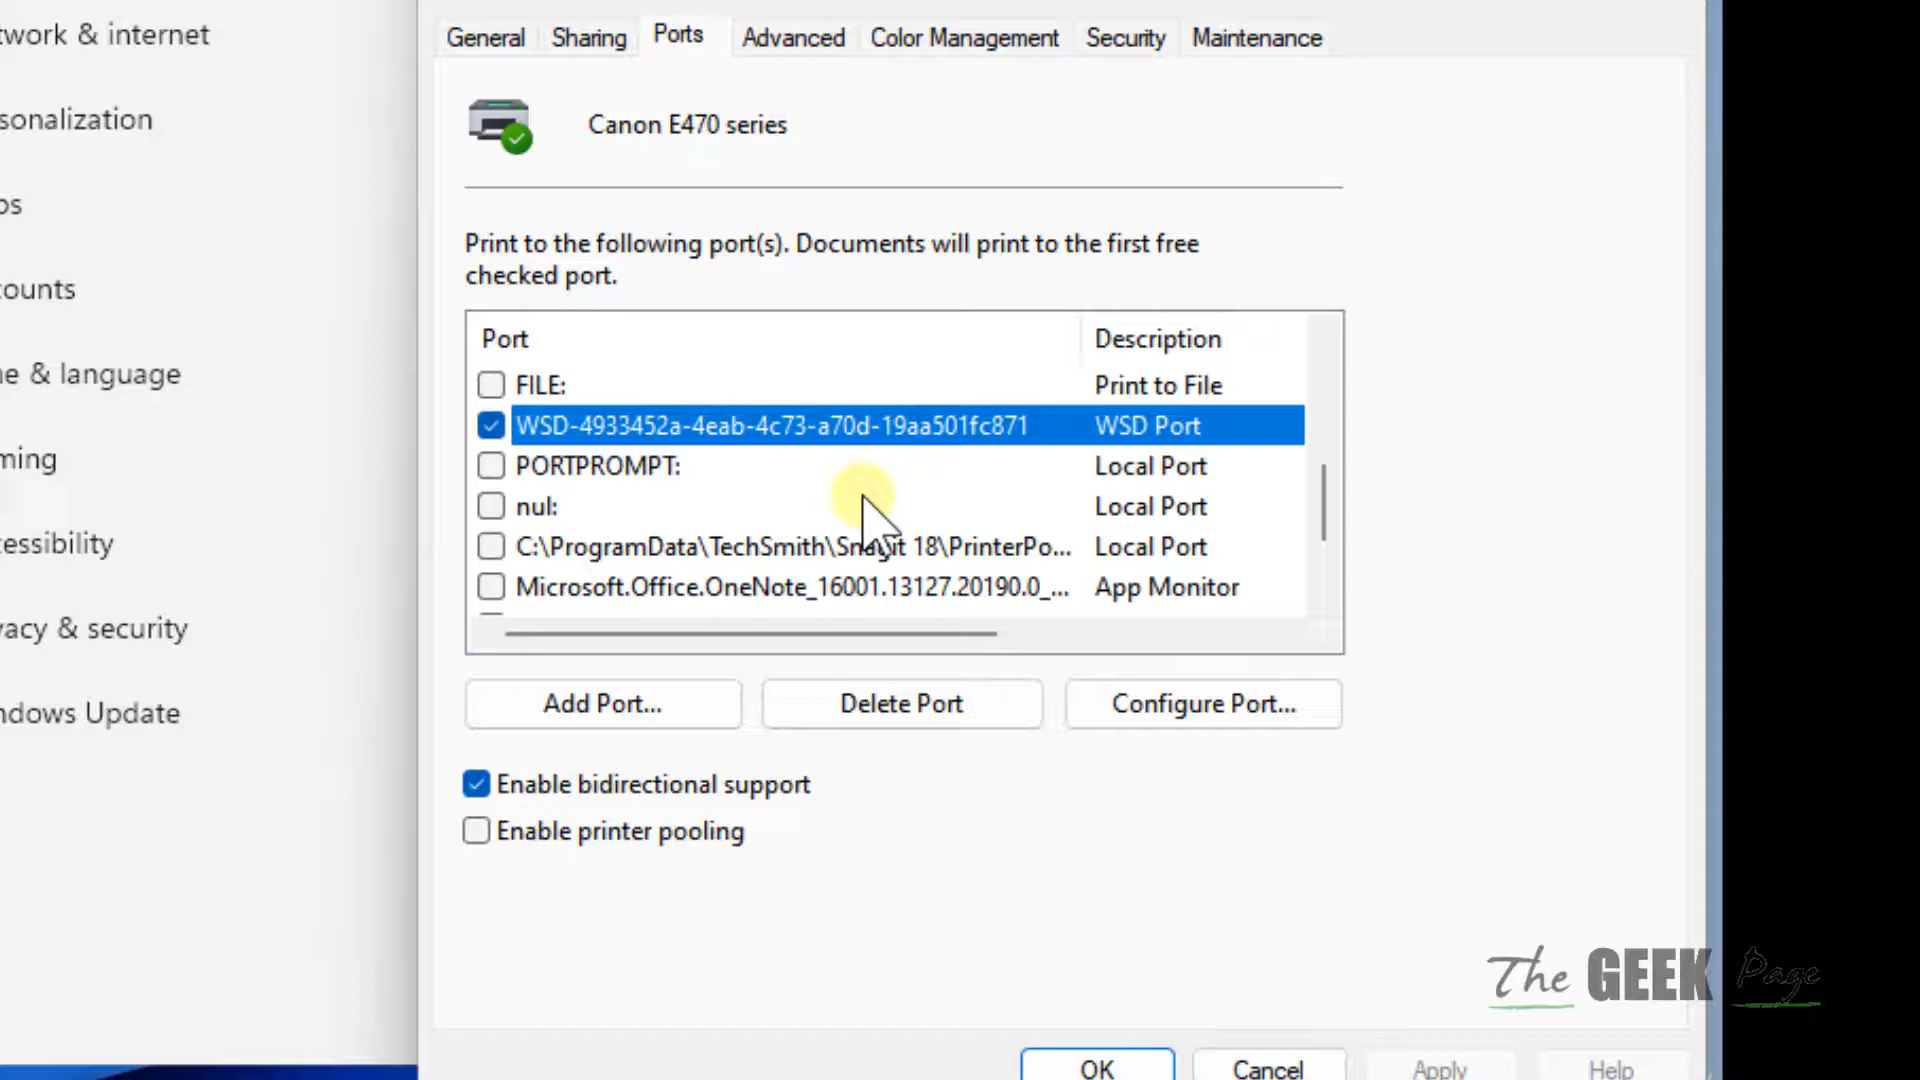 twork & internet
sonalization
os
counts
ne & language
ming
cessibility
vacy & security
ndows Update
General Sharing Ports Advanced Color Management Security Maintenance
Canon E470 series
Print to the following port(s). Documents will print to the first free
checked port.
Port Description
FILE: Print to File
WSD-4933452a-4eab-4c73-a70d-19aa501fc871 WSD Port
PORTPROMPT: Local Port
nul: Local Port
C:\ProgramData\TechSmith\Snagit 18\PrinterPo... Local Port
Microsoft.Office.OneNote_16001.13127.20190.0_... App Monitor
Add Port... Delete Port Configure Port...
Enable bidirectional support
Enable printer pooling
The GEEK Page
OK Cancel Apply Help